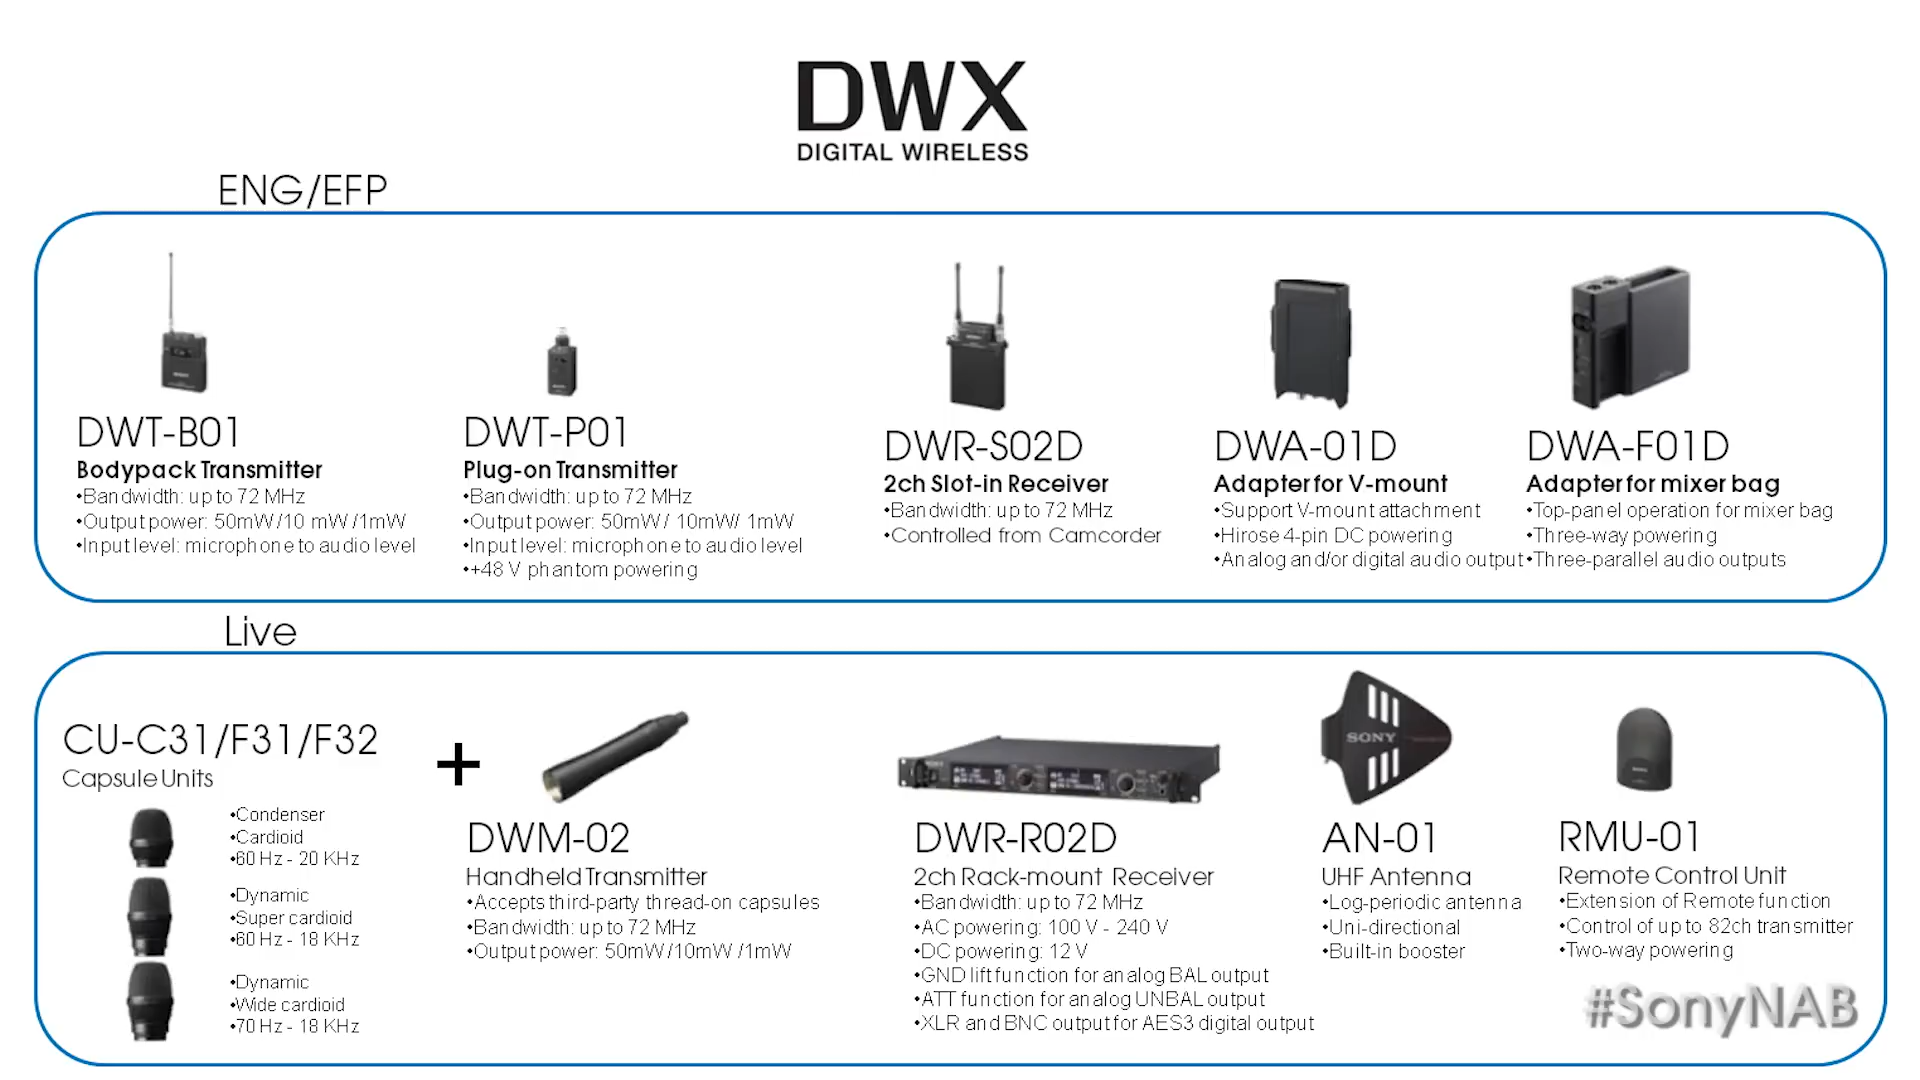 DWX
DIGITAL WIRELESS
ENG/EFP
DWT-B01
Bodypack Transmitter
•Bandwidth: up to 72 MHz
•Output power: 50mW /10 mW /1mW
•Input level: microphone to audio level
DWT-P01
Plug-on Transmitter
•Bandwidth: up to 72 MHz
•Output power: 50mW / 10mW/ 1mW
•Input level: microphone to audio level
•+48 V phantom powering
DWR-S02D
2ch Slot-in Receiver
•Bandwidth: up to 72 MHz
•Controlled from Camcorder
DWA-01D
Adapter for V-mount
•Support V-mount attachment
•Hirose 4-pin DC powering
•Analog and/or digital audio output
DWA-F01D
Adapter for mixer bag
•Top-panel operation for mixer bag
•Three-way powering
•Three-parallel audio outputs
Live
CU-C31/F31/F32
Capsule Units
•Condenser
•Cardioid
•60 Hz - 20 KHz
•Dynamic
•Super cardioid
•60 Hz - 18 KHz
•Dynamic
•Wide cardioid
•70 Hz - 18 KHz
+
DWM-02
Handheld Transmitter
•Accepts third-party thread-on capsules
•Bandwidth: up to 72 MHz
•Output power: 50mW /10mW /1mW
DWR-R02D
2ch Rack-mount Receiver
•Bandwidth: up to 72 MHz
•AC powering: 100 V - 240 V
•DC powering: 12 V
•GND lift function for analog BAL output
•ATT function for analog UNBAL output
•XLR and BNC output for AES3 digital output
SONY
AN-01
UHF Antenna
•Log-periodic antenna
•Uni-directional
•Built-in booster
RMU-01
Remote Control Unit
•Extension of Remote function
•Control of up to 82ch transmitter
•Two-way powering
#SonyNAB